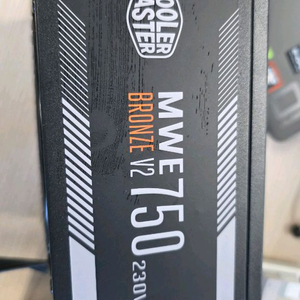 COOLER
MASTER
MWE 750
BRONZE V2 230V